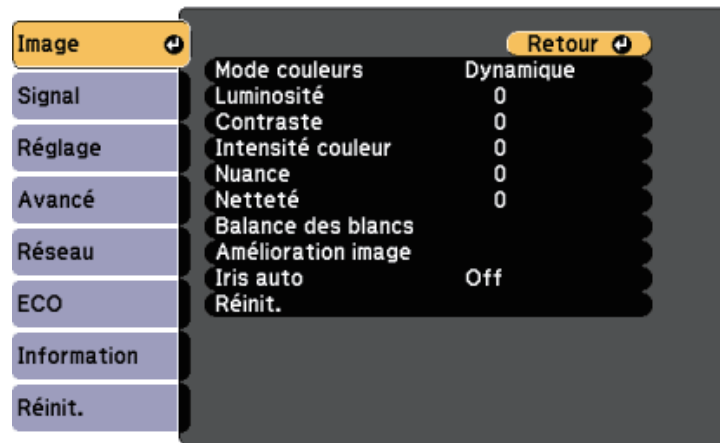 Image
Signal
Réglage
Avancé
Réseau
ECO
Information
Réinit.
Retour
Mode couleurs Dynamique
Luminosité 0
Contraste 0
Intensité couleur 0
Nuance 0
Netteté 0
Balance des blancs
Amélioration image
Iris auto Off
Réinit.